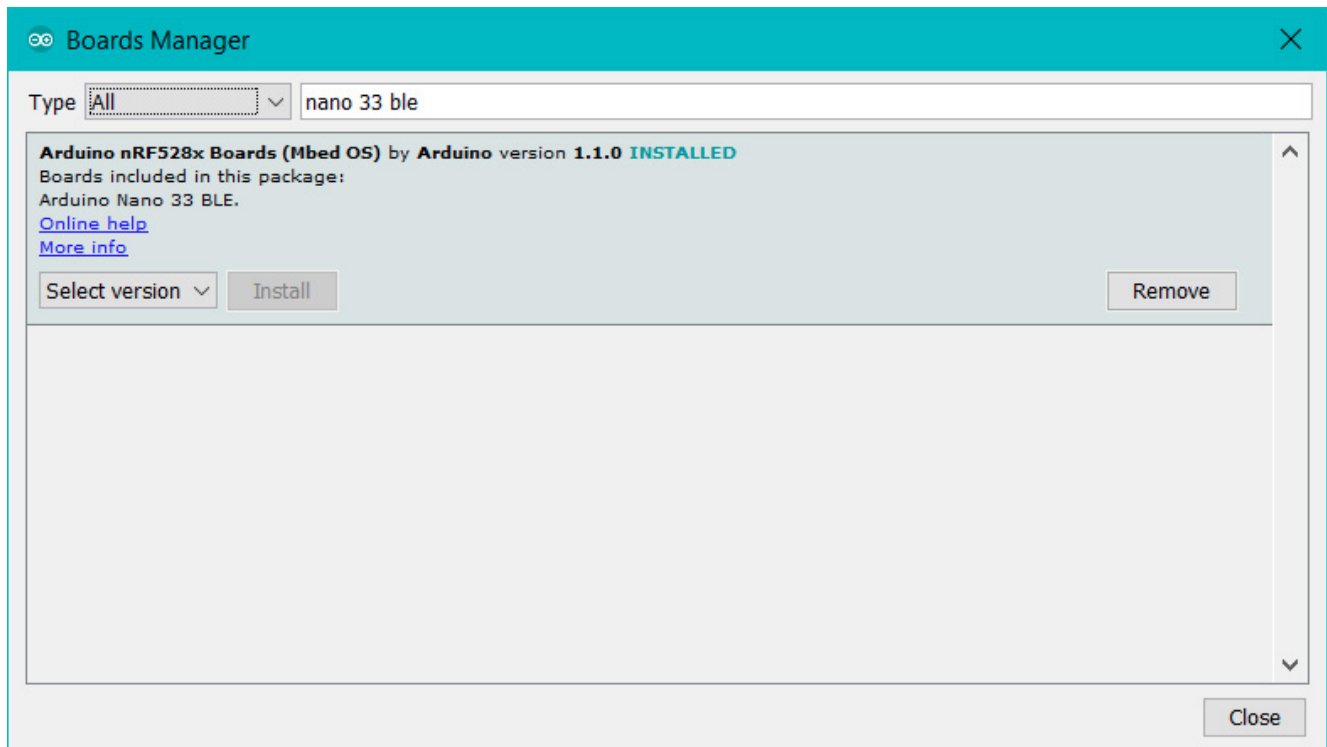 Boards Manager
Type All nano 33 ble
Arduino nRF528x Boards (Mbed OS) by Arduino version 1.1.0 INSTALLED
Boards included in this package:
Arduino Nano 33 BLE.
Online help
More info
Select version Install Remove
Close